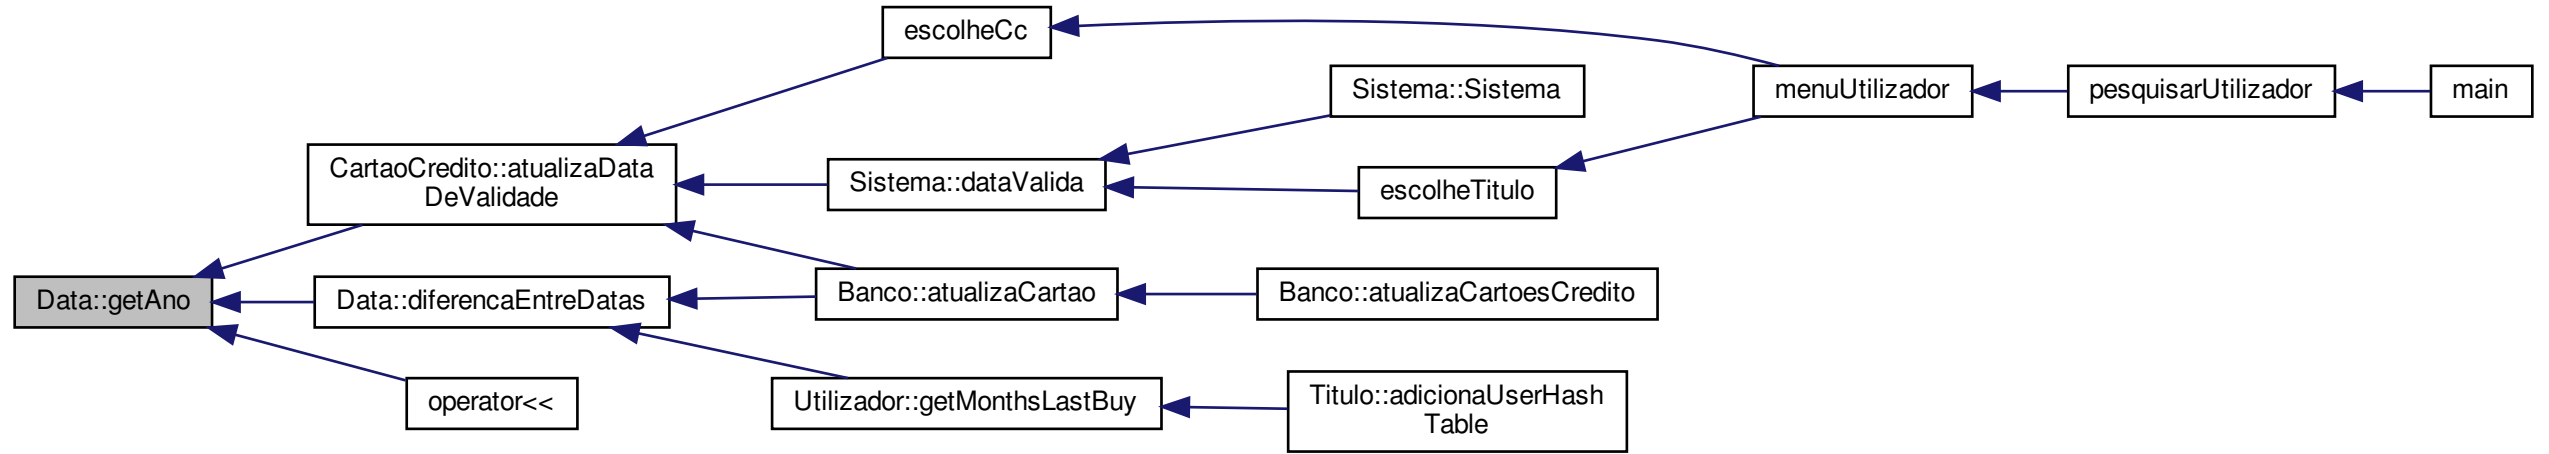 escolheCc
Sistema::Sistema
menuUtilizador
pesquisarUtilizador
main
CartaoCredito::atualizaData
DeValidade
Sistema::dataValida
escolheTitulo
Data::getAno
Data::diferencaEntreDatas
Banco::atualizaCartao
Banco::atualizaCartoesCredito
operator<<
Utilizador::getMonthsLastBuy
Titulo::adicionaUserHash
Table